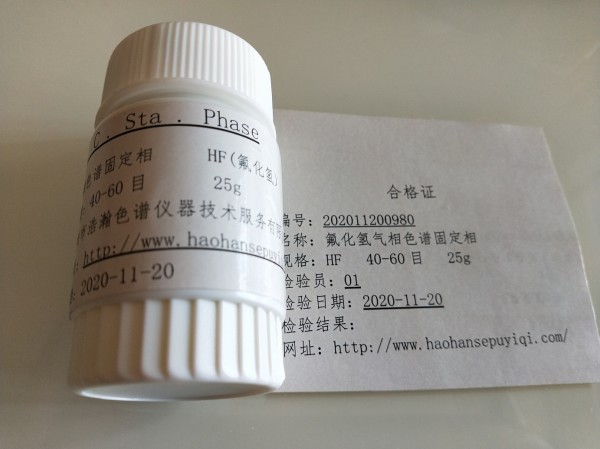 C. Sta. Phase
色谱固定相 HF(氟化氢)
40-60目 25g
浩瀚色谱仪器技术服务有限
http://www.haohansepuyi
2020-11-20
合格证
编号：202011200980
名称：氟化氢气相色谱固定相
规格：HF 40-60目 25g
检验员：01
检验日期：2020-11-20
检验结果：
网址：http://www.haohansepuyiqi.com/